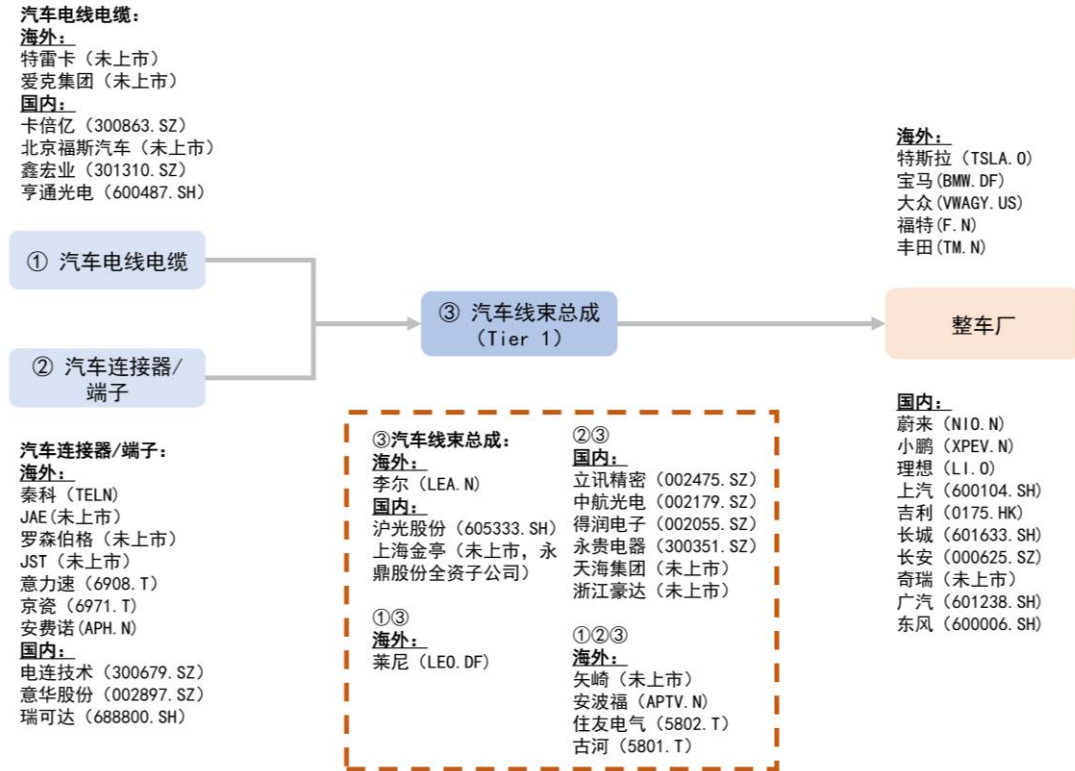 汽车电线电缆：
海外：
特雷卡（未上市）
爱克集团（未上市）
国内：
卡倍亿（300863.SZ）
北京福斯汽车（未上市）
鑫宏业（301310.SZ）
亨通光电（600487.SH）
① 汽车电线电缆
② 汽车连接器/
端子
汽车连接器/端子：
海外：
泰科（TELN）
JAE(未上市)
罗森伯格（未上市）
JST（未上市）
意力速（6908.T）
京瓷（6971.T）
安费诺(APH.N)
国内：
电连技术（300679.SZ）
意华股份（002897.SZ）
瑞可达（688800.SH）
③ 汽车线束总成
（Tier 1）
③汽车线束总成：
海外：
李尔（LEA.N）
国内：
沪光股份（605333.SH）
上海金亭（未上市，永
鼎股份全资子公司）
①③
海外：
莱尼（LEO.DF）
②③
国内：
立讯精密（002475.SZ）
中航光电（002179.SZ）
得润电子（002055.SZ）
永贵电器（300351.SZ）
天海集团（未上市）
浙江豪达（未上市）
①②③
海外：
矢崎（未上市）
安波福（APTV.N）
住友电气（5802.T）
古河（5801.T）
海外：
特斯拉（TSLA.O）
宝马(BMW.DF)
大众(VWAGY.US)
福特(F.N)
丰田(TM.N)
整车厂
国内：
蔚来（NIO.N）
小鹏（XPEV.N）
理想（LI.O）
上汽（600104.SH）
吉利（0175.HK）
长城（601633.SH）
长安（000625.SZ）
奇瑞（未上市）
广汽（601238.SH）
东风（600006.SH）